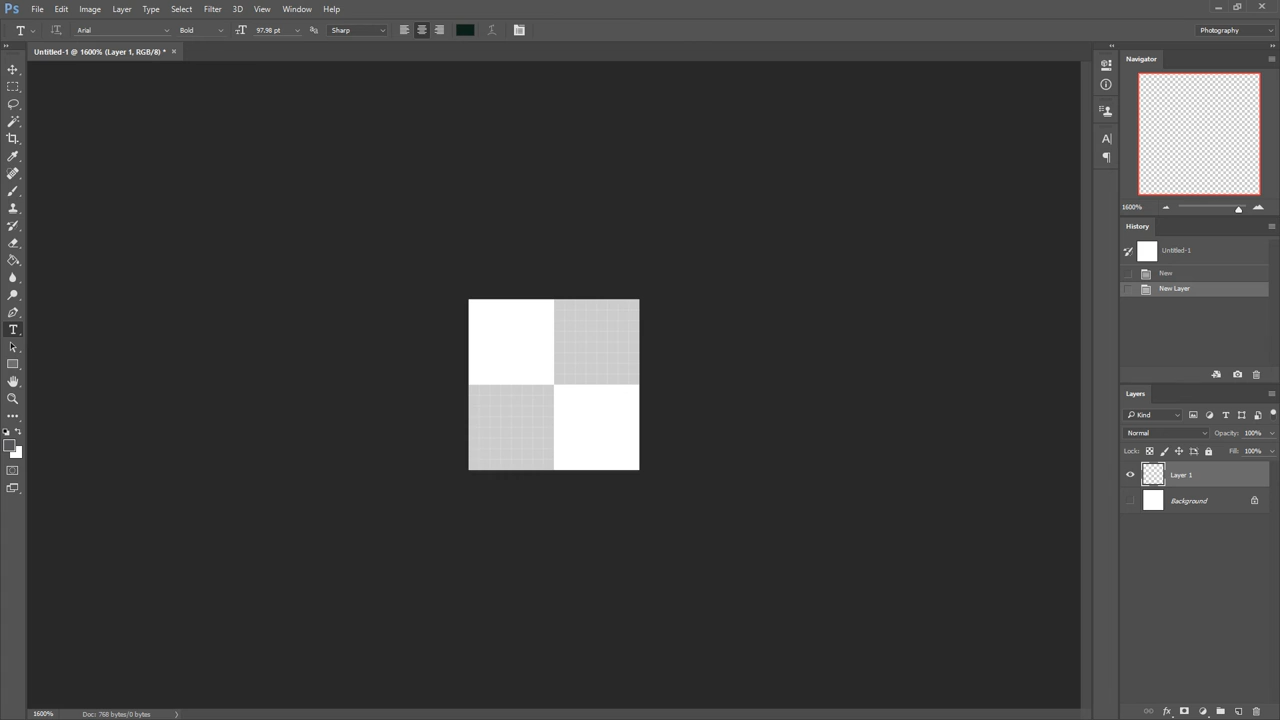 Ps File Edit Image Layer Type Select Filter 3D View Window Help
T Arial Bold 97.98 pt Sharp Photography
Untitled-1 @ 1600% (Layer 1, RGB/8) *
Navigator
1600%
History
Untitled-1
New
New Layer
Layers
Kind
Normal Opacity: 100%
Lock: Fill: 100%
Layer 1
Background
1600% Doc: 768 bytes/0 bytes